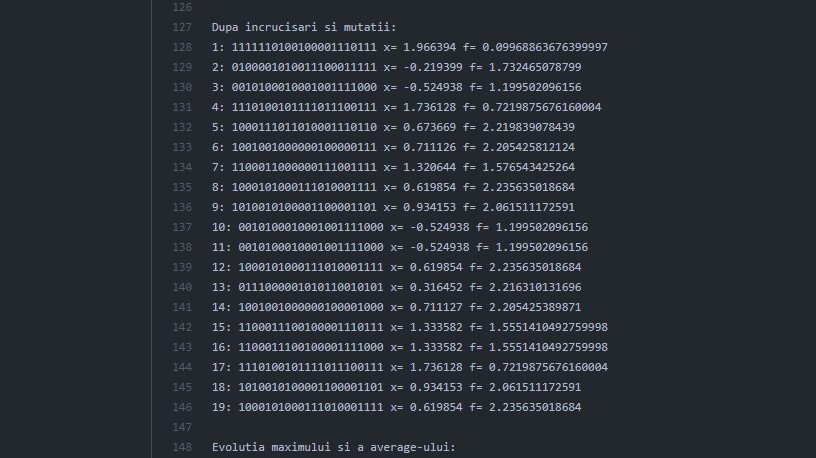 126
127 Dupa incrucisari si mutatii:
128 1: 1111110100100001110111 x= 1.966394 f= 0.09968863676399997
129 2: 0100001010011100011111 x= -0.219399 f= 1.732465078799
130 3: 0010100010001001111000 x= -0.524938 f= 1.199502096156
131 4: 1110100101111011100111 x= 1.736128 f= 0.7219875676160004
132 5: 1000111011010001110110 x= 0.673669 f= 2.219839078439
133 6: 1001001000000100000111 x= 0.711126 f= 2.205425812124
134 7: 1100011000000111001111 x= 1.320644 f= 1.576543425264
135 8: 1000101000111010001111 x= 0.619854 f= 2.235635018684
136 9: 1010010100001100001101 x= 0.934153 f= 2.061511172591
137 10: 0010100010001001111000 x= -0.524938 f= 1.199502096156
138 11: 0010100010001001111000 x= -0.524938 f= 1.199502096156
139 12: 1000101000111010001111 x= 0.619854 f= 2.235635018684
140 13: 0111000001010110010101 x= 0.316452 f= 2.216310131696
141 14: 1001001000000100001000 x= 0.711127 f= 2.205425389871
142 15: 1100011100100001110111 x= 1.333582 f= 1.5551410492759998
143 16: 1100011100100001111000 x= 1.333582 f= 1.5551410492759998
144 17: 1110100101111011100111 x= 1.736128 f= 0.7219875676160004
145 18: 1010010100001100001101 x= 0.934153 f= 2.061511172591
146 19: 1000101000111010001111 x= 0.619854 f= 2.235635018684
147
148 Evolutia maximului si a average-ului: